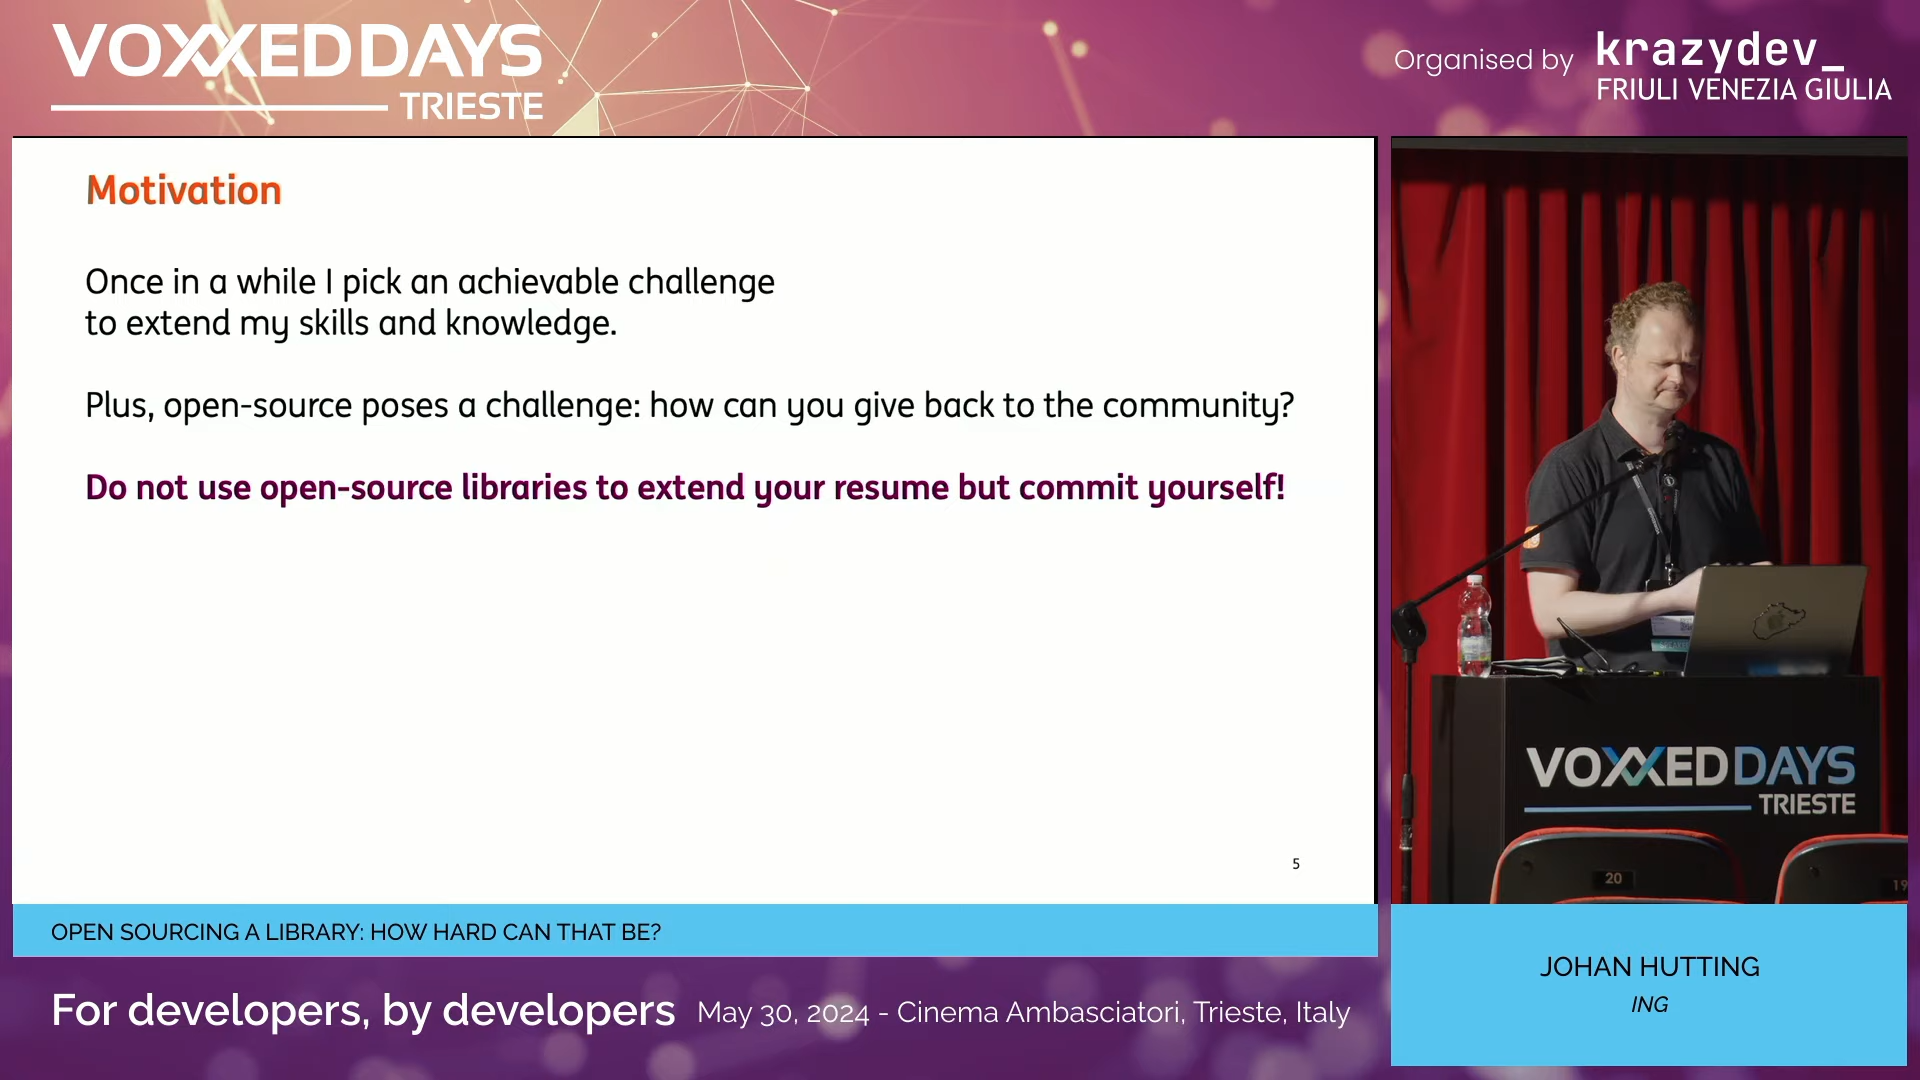 VOXXEDDAYS
TRIESTE
Organised by
krazydev_
FRIULI VENEZIA GIULIA
Motivation
Once in a while I pick an achievable challenge
to extend my skills and knowledge.
Plus, open-source poses a challenge: how can you give back to the community?
Do not use open-source libraries to extend your resume but commit yourself!
5
VOXXEDDAYS
TRIESTE
20
19
OPEN SOURCING A LIBRARY: HOW HARD CAN THAT BE?
JOHAN HUTTING
ING
For developers, by developers
May 30, 2024 - Cinema Ambasciatori, Trieste, Italy